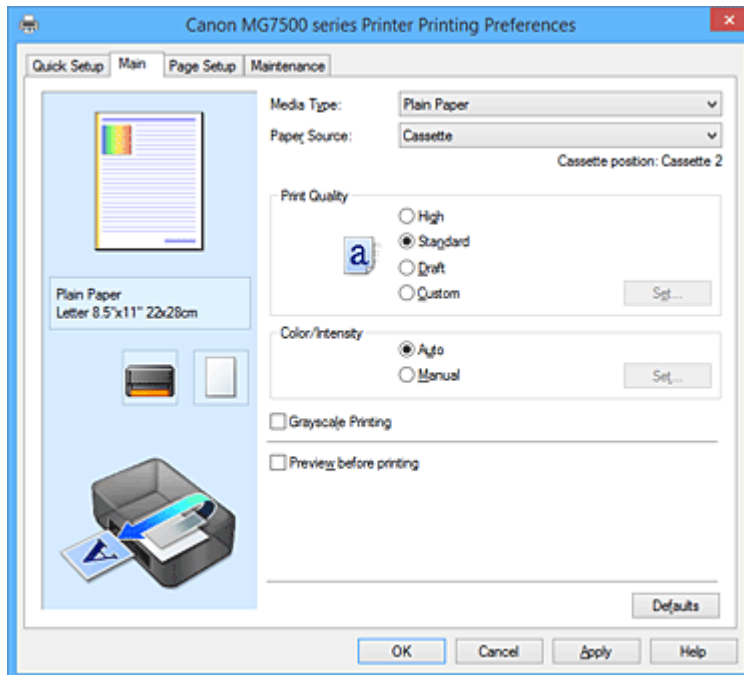 Canon MG7500 series Printer Printing Preferences
Quick Setup Main Page Setup Maintenance
Media Type: Plain Paper
Paper Source: Cassette
Cassette position: Cassette 2
Print Quality
High
a Standard
Draft
Plain Paper
Letter 8.5"x11" 22x28cm
Custom Set...
Color/Intensity
Auto
Manual Set...
Grayscale Printing
Preview before printing
A
Defaults
OK Cancel Apply Help